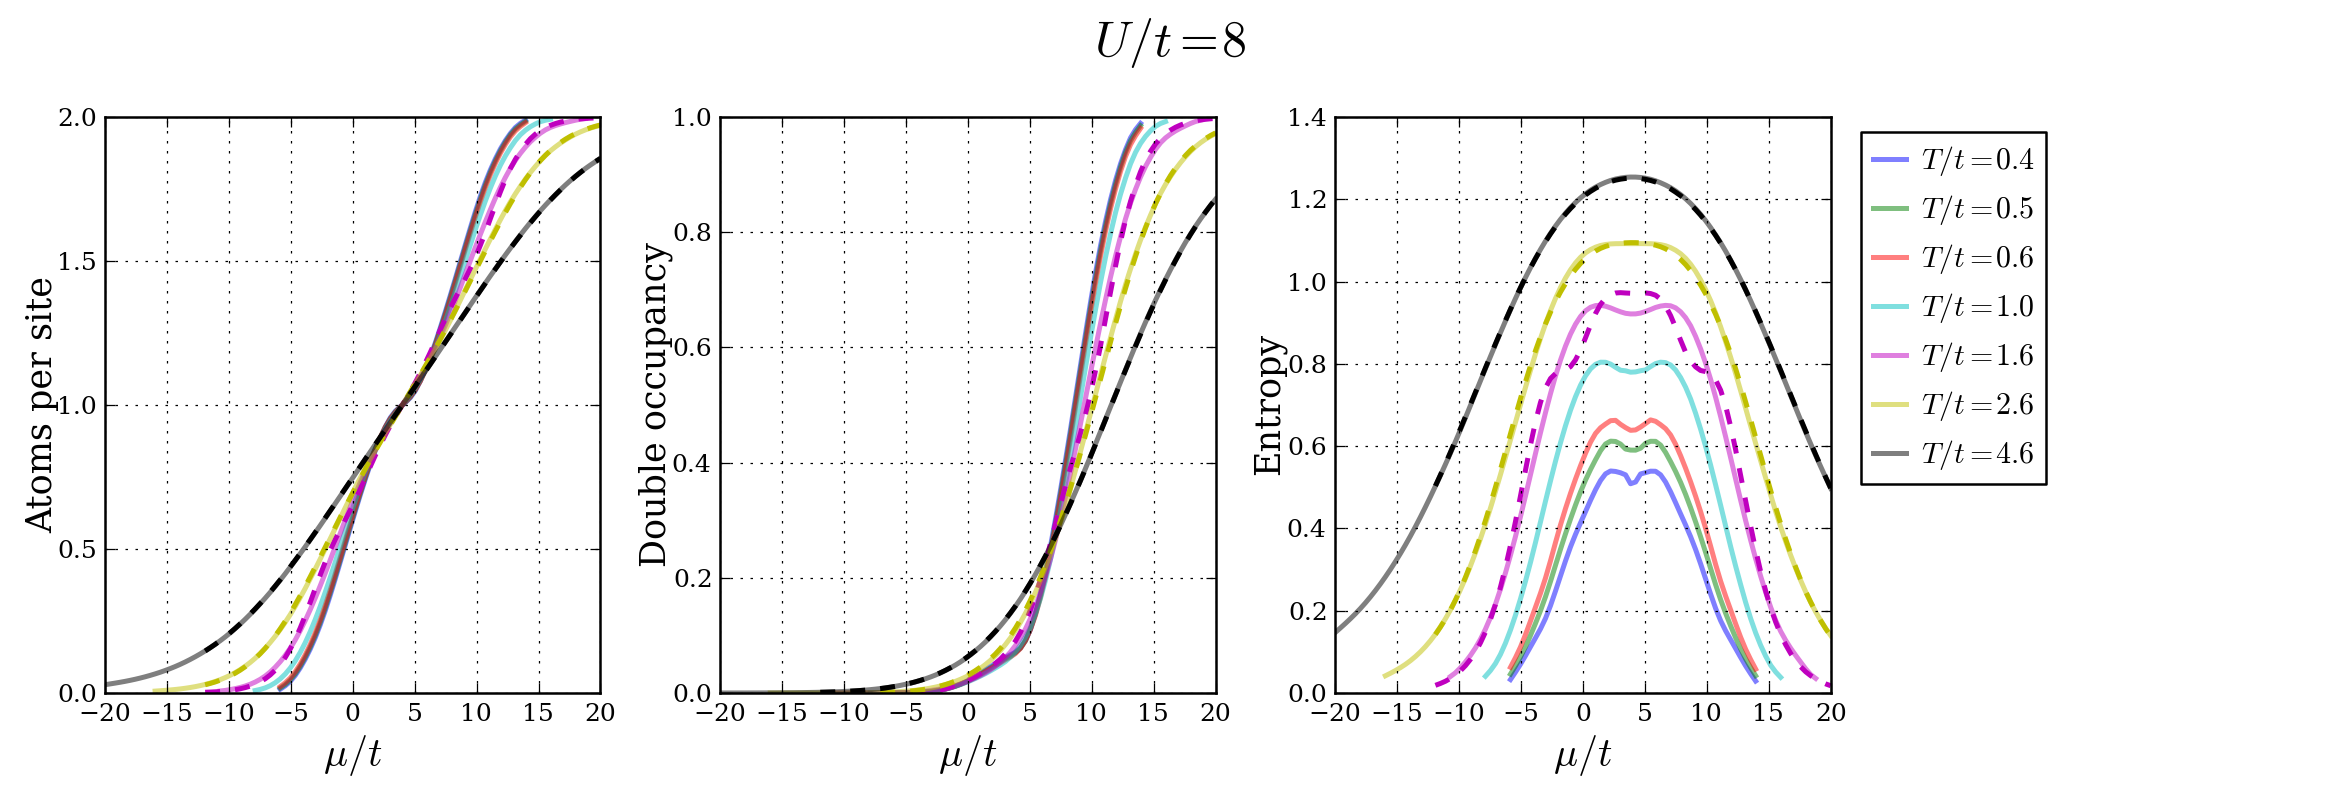 U/t=8
2.0
1.5
1.0
0.5
0.0
−20 −15 −10 −5 0 5 10 15 20
μ/t
Atoms per site
1.0
0.8
0.6
0.4
0.2
0.0
−20 −15 −10 −5 0 5 10 15 20
μ/t
Double occupancy
1.4
1.2
1.0
0.8
0.6
0.4
0.2
0.0
−20 −15 −10 −5 0 5 10 15 20
μ/t
Entropy
T/t=0.4
T/t=0.5
T/t=0.6
T/t=1.0
T/t=1.6
T/t=2.6
T/t=4.6